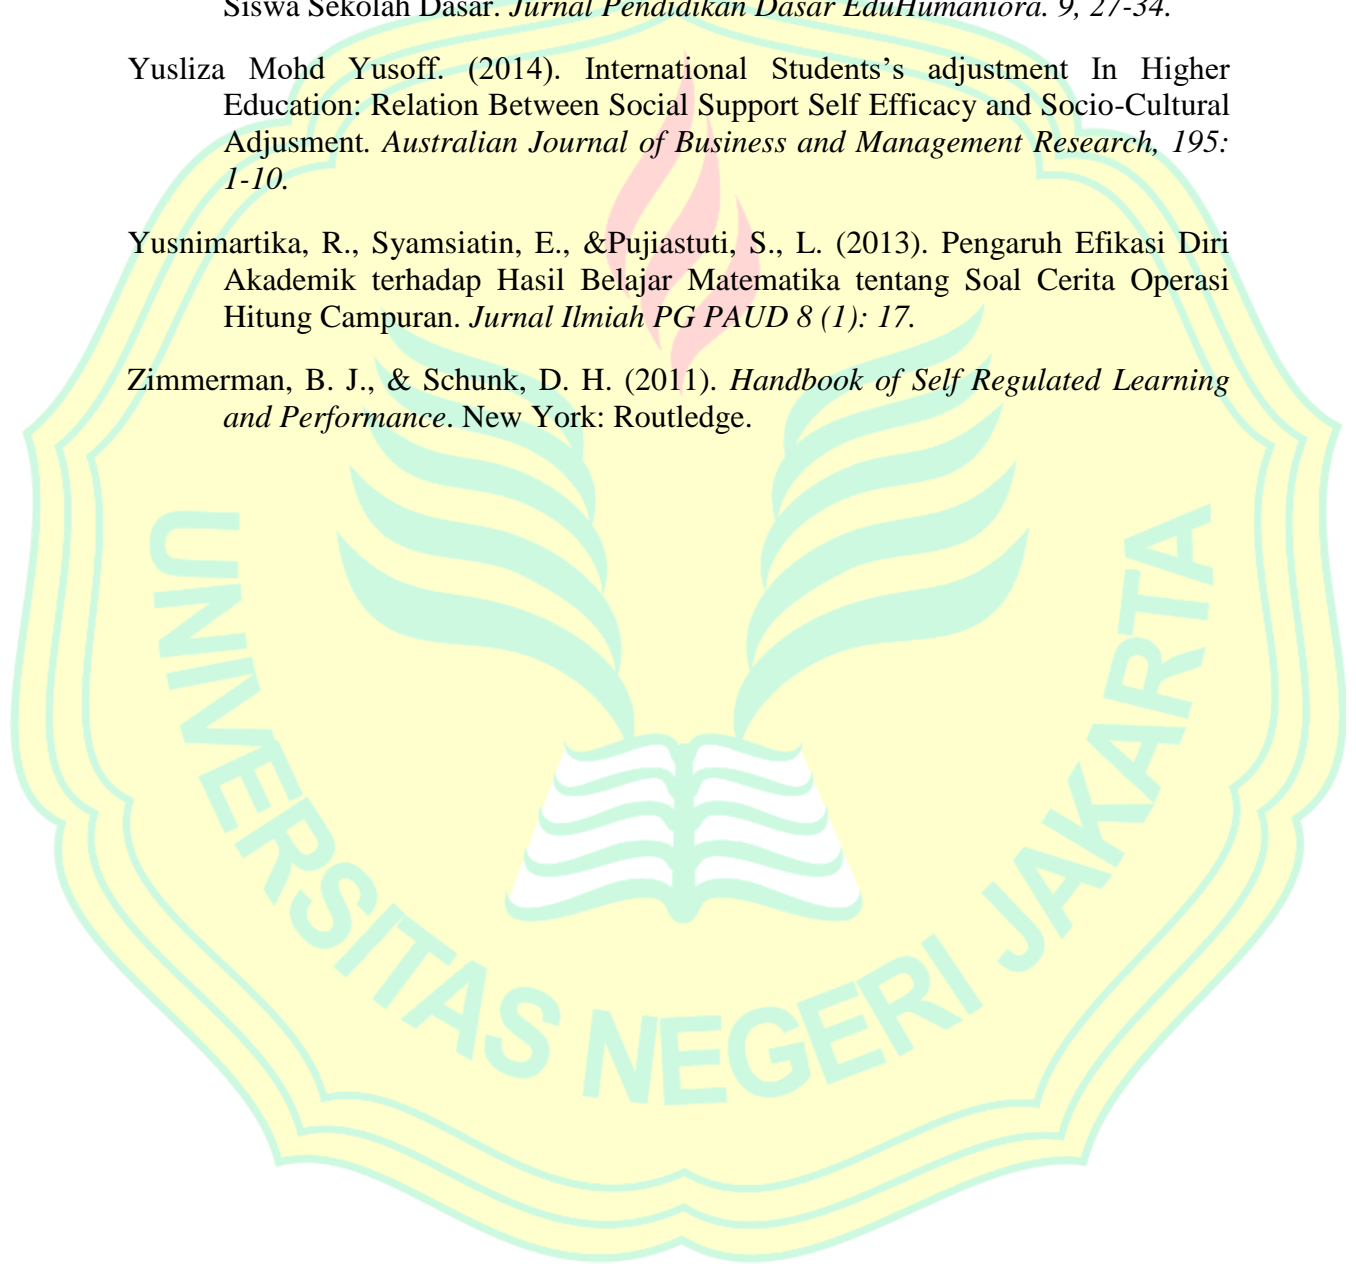 Siswa Sekolah Dasar. Jurnal Pendidikan Dasar EduHumaniora. 9, 27-34.
Yusliza Mohd Yusoff. (2014). International Students's adjustment In Higher
Education: Relation Between Social Support Self Efficacy and Socio-Cultural
Adjusment. Australian Journal of Business and Management Research, 195:
1-10.
Yusnimartika, R., Syamsiatin, E., &Pujiastuti, S., L. (2013). Pengaruh Efikasi Diri
Akademik terhadap Hasil Belajar Matematika tentang Soal Cerita Operasi
Hitung Campuran. Jurnal Ilmiah PG PAUD 8 (1): 17.
Zimmerman, B. J., & Schunk, D. H. (2011). Handbook of Self Regulated Learning
and Performance. New York: Routledge.
UNIVERSITAS NEGERI JAKARTA